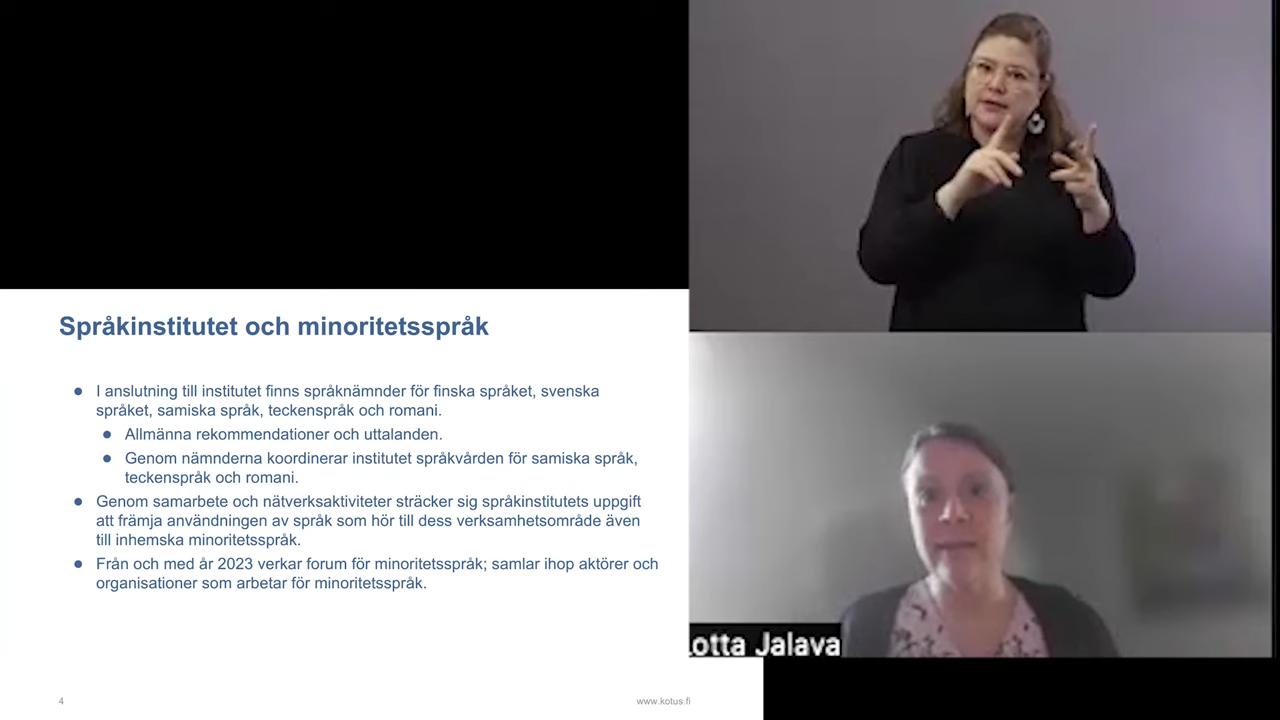 Språkinstitutet och minoritetsspråk
● I anslutning till institutet finns språknämnder för finska språket, svenska
språket, samiska språk, teckenspråk och romani.
● Allmänna rekommendationer och uttalanden.
● Genom nämnderna koordinerar institutet språkvården för samiska språk,
teckenspråk och romani.
● Genom samarbete och nätverksaktiviteter sträcker sig språkinstitutets uppgift
att främja användningen av språk som hör till dess verksamhetsområde även
till inhemska minoritetsspråk.
● Från och med år 2023 verkar forum för minoritetsspråk; samlar ihop aktörer och
organisationer som arbetar för minoritetsspråk.
Lotta Jalava
4
www.kotus.fi